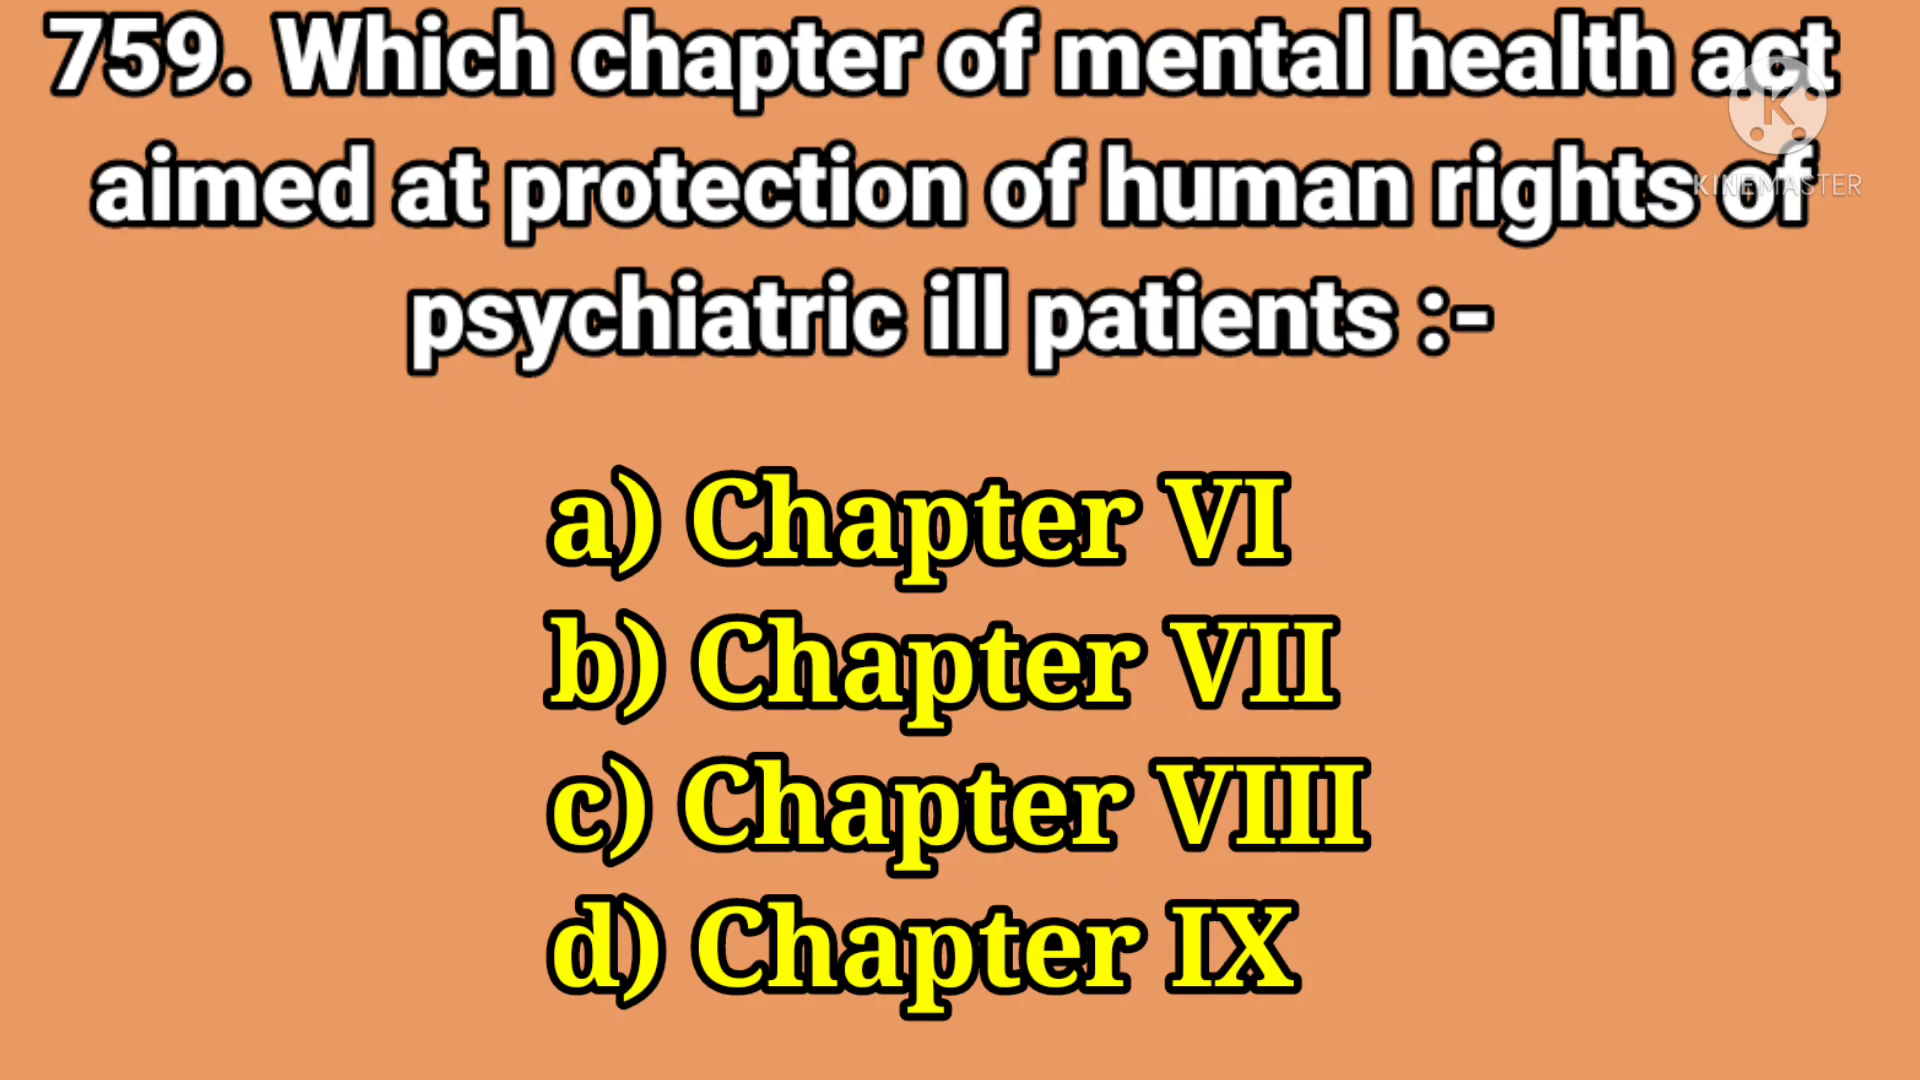 759. Which chapter of mental health act
aimed at protection of human rights of
psychiatric ill patients :-
K
KINEMASTER
a) Chapter VI
b) Chapter VII
c) Chapter VIII
d) Chapter IX